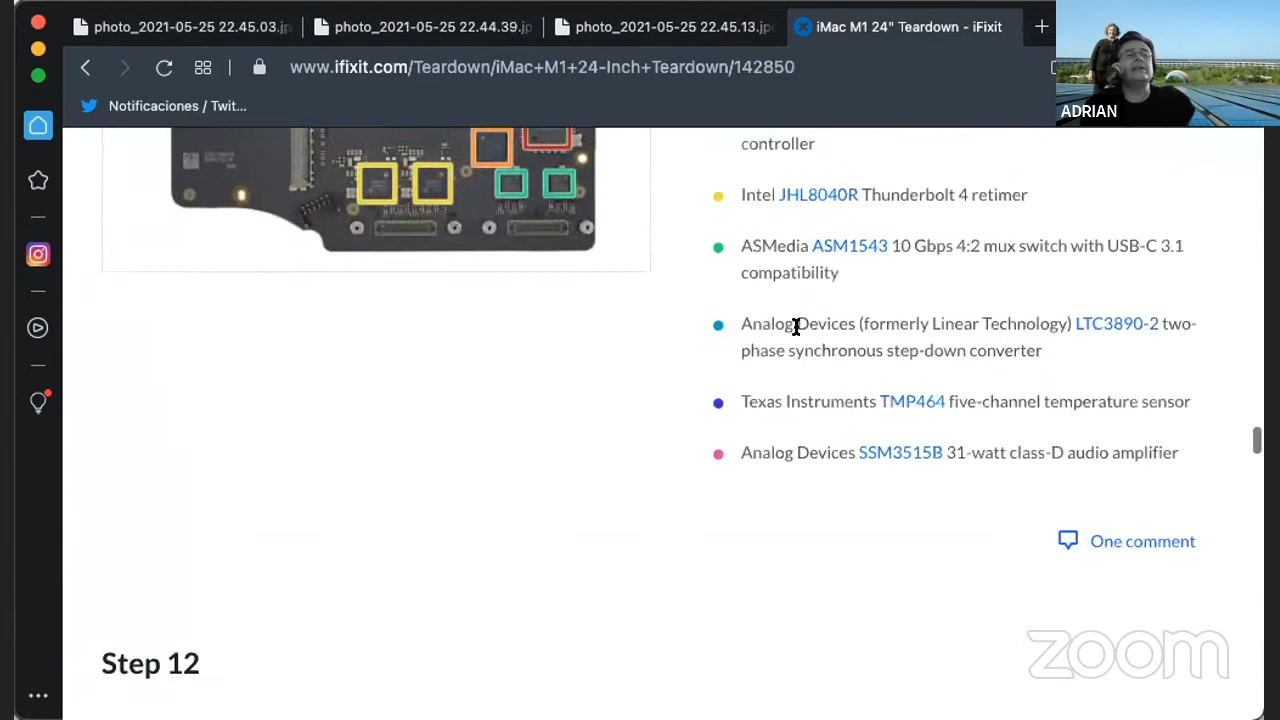 photo_2021-05-25 22.45.03.j
photo_2021-05-25 22.44.39.jp
photo_2021-05-25 22.45.13.jp
iMac M1 24" Teardown - iFixit
www.ifixit.com/Teardown/iMac+M1+24-Inch+Teardown/142850
Notificaciones / Twit...
ADRIAN
controller
Intel JHL8040R Thunderbolt 4 retimer
ASMedia ASM1543 10 Gbps 4:2 mux switch with USB-C 3.1
compatibility
Analog Devices (formerly Linear Technology) LTC3890-2 two-
phase synchronous step-down converter
Texas Instruments TMP464 five-channel temperature sensor
Analog Devices SSM3515B 31-watt class-D audio amplifier
One comment
Step 12
zoom